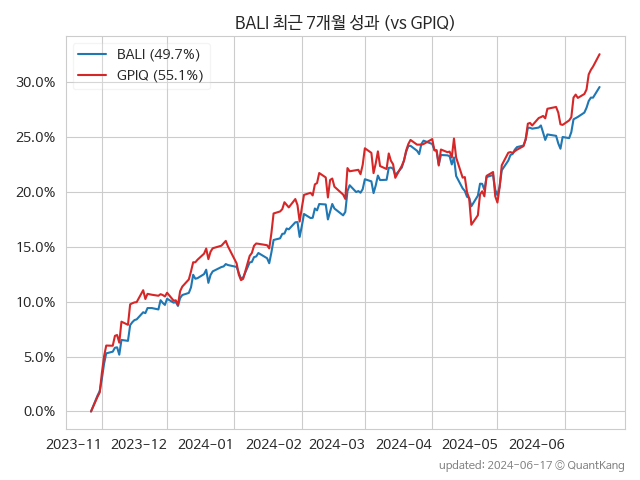 BALI 최근 7개월 성과 (vs GPIQ)
BALI (49.7%)
GPIQ (55.1%)
30.0%
25.0%
20.0%
15.0%
10.0%
5.0%
0.0%
2023-11 2023-12 2024-01 2024-02 2024-03 2024-04 2024-05 2024-06
updated: 2024-06-17 © QuantKang